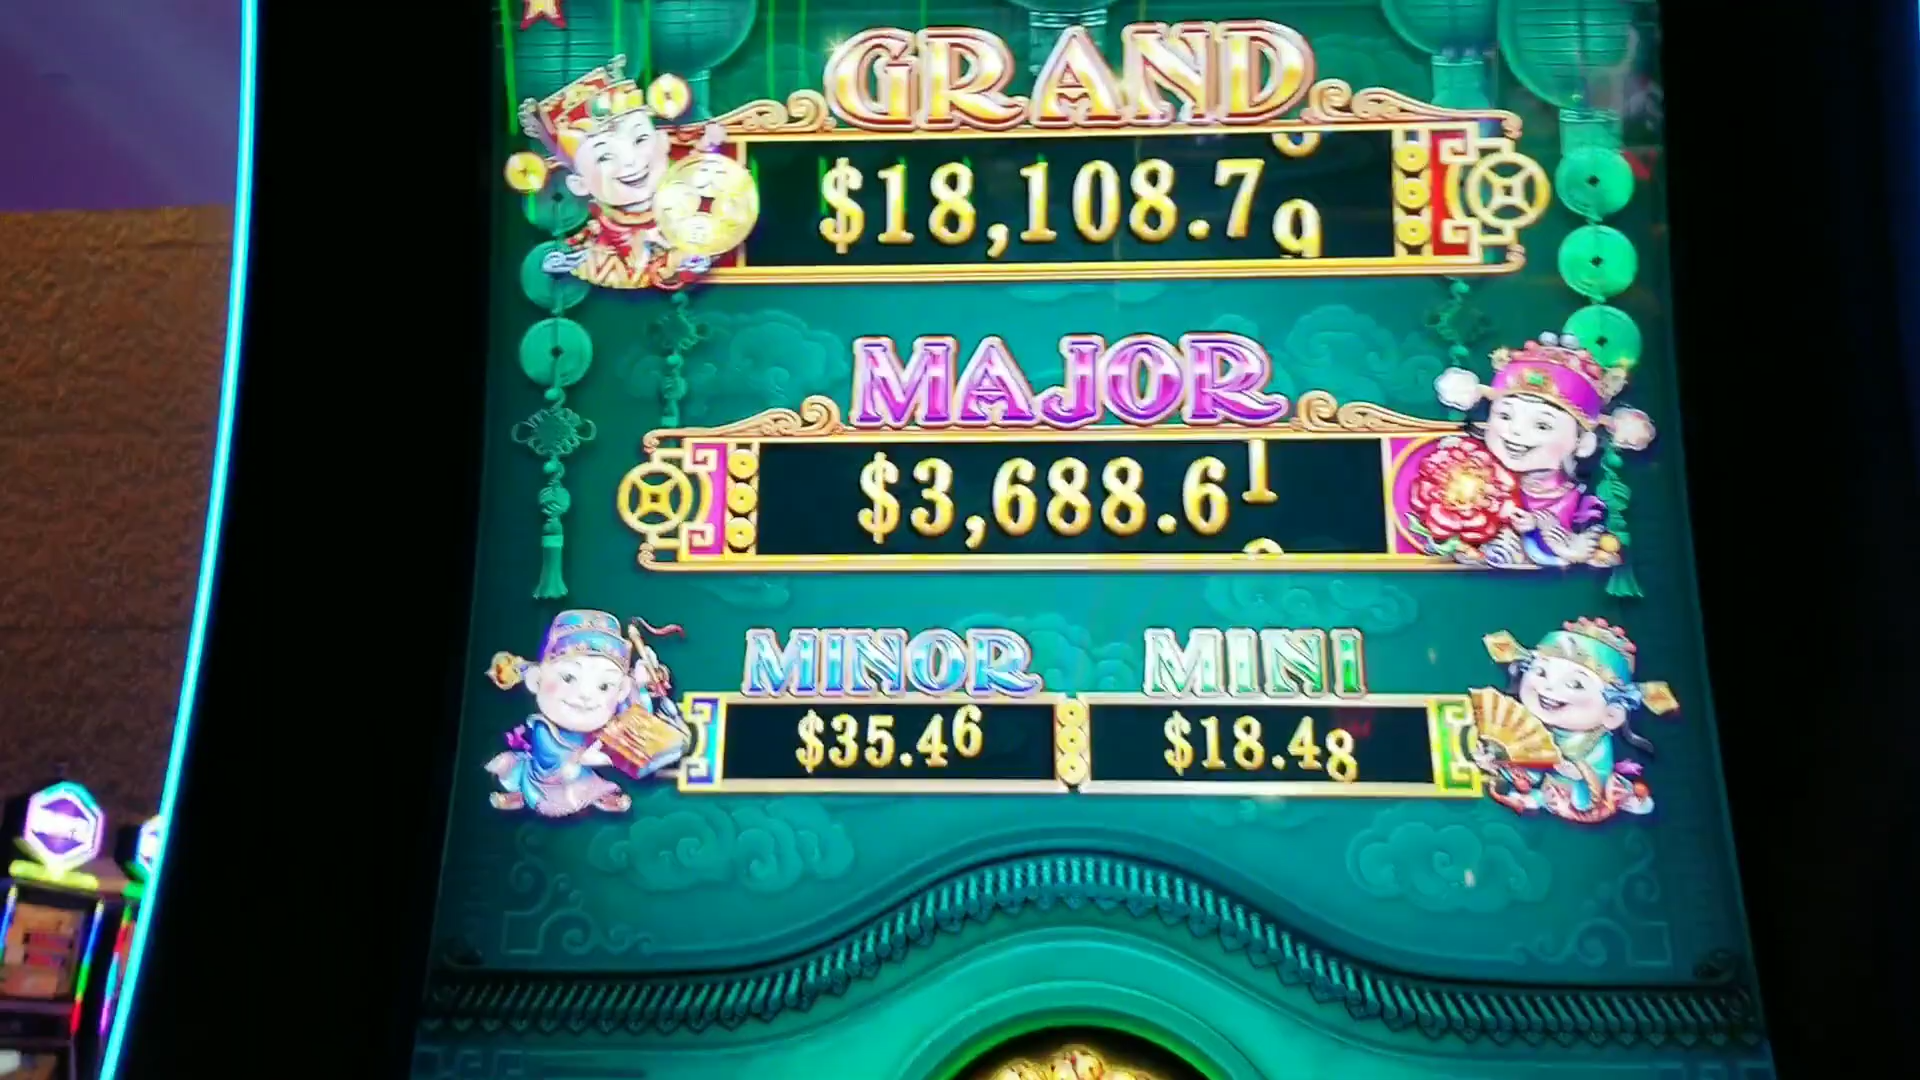 GRAND
$18,108.79
MAJOR
$3,688.61
MINOR MINI
$35.46 $18.48